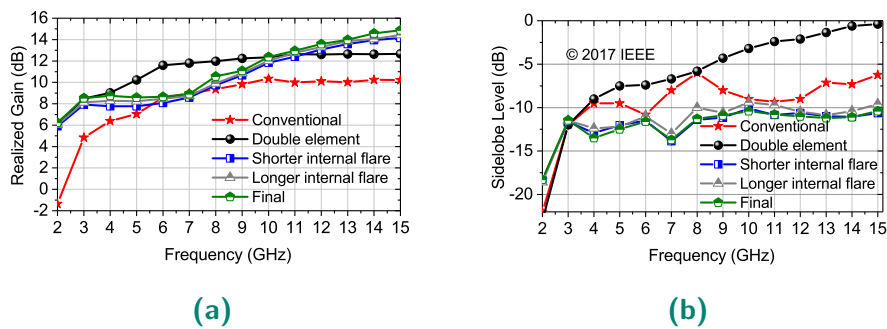 Realized Gain (dB)
16
14
12
10
8
6
4
2
0
-2
Conventional
Double element
Shorter internal flare
Longer internal flare
Final
2 3 4 5 6 7 8 9 10 11 12 13 14 15
Frequency (GHz)
(a)
Sidelobe Level (dB)
0
-5
-10
-15
-20
© 2017 IEEE
Conventional
Double element
Shorter internal flare
Longer internal flare
Final
2 3 4 5 6 7 8 9 10 11 12 13 14 15
Frequency (GHz)
(b)